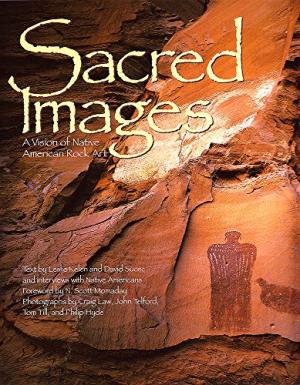 Sacred
Images
A Vision of Native
American Rock Art
Text by Leslie Kelen and David Sucec
and interviews with Native Americans
Foreword by N. Scott Momaday
Photographs by Craig Law, John Telford,
Tom Till, and Philip Hyde